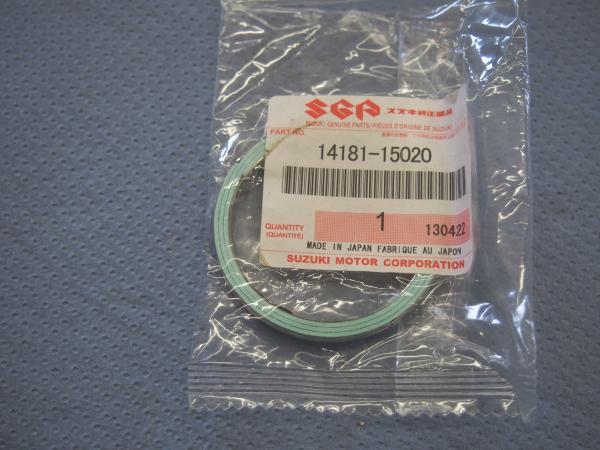 SGP スズキ純正部品
SUZUKI GENUINE PARTS/PIÈCES D'ORIGINE DE SUZUKI
PART NO.
14181-15020
QUANTITY
(QUANTITÉ)
1
130422
MADE IN JAPAN FABRIQUE AU JAPON
SUZUKI MOTOR CORPORATION